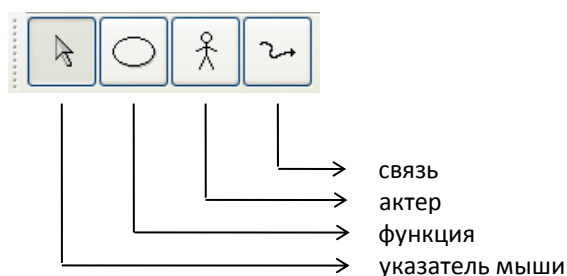 связь
актер
функция
указатель мыши